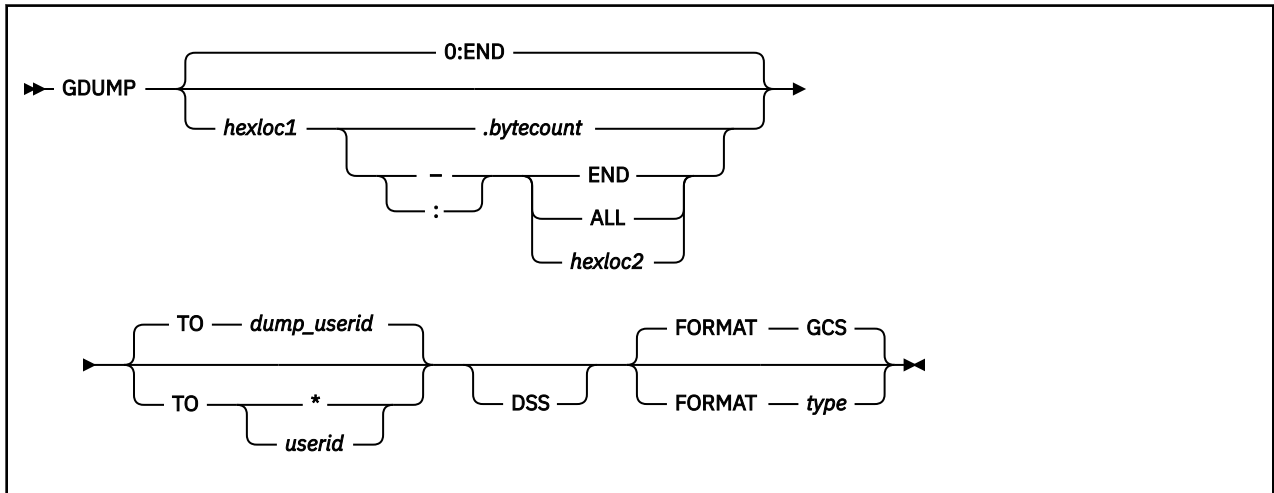 0:END
GDUMP
hexloc1 .bytecount
– END
: ALL
hexloc2
TO dump_userid FORMAT GCS
TO * DSS FORMAT type
userid